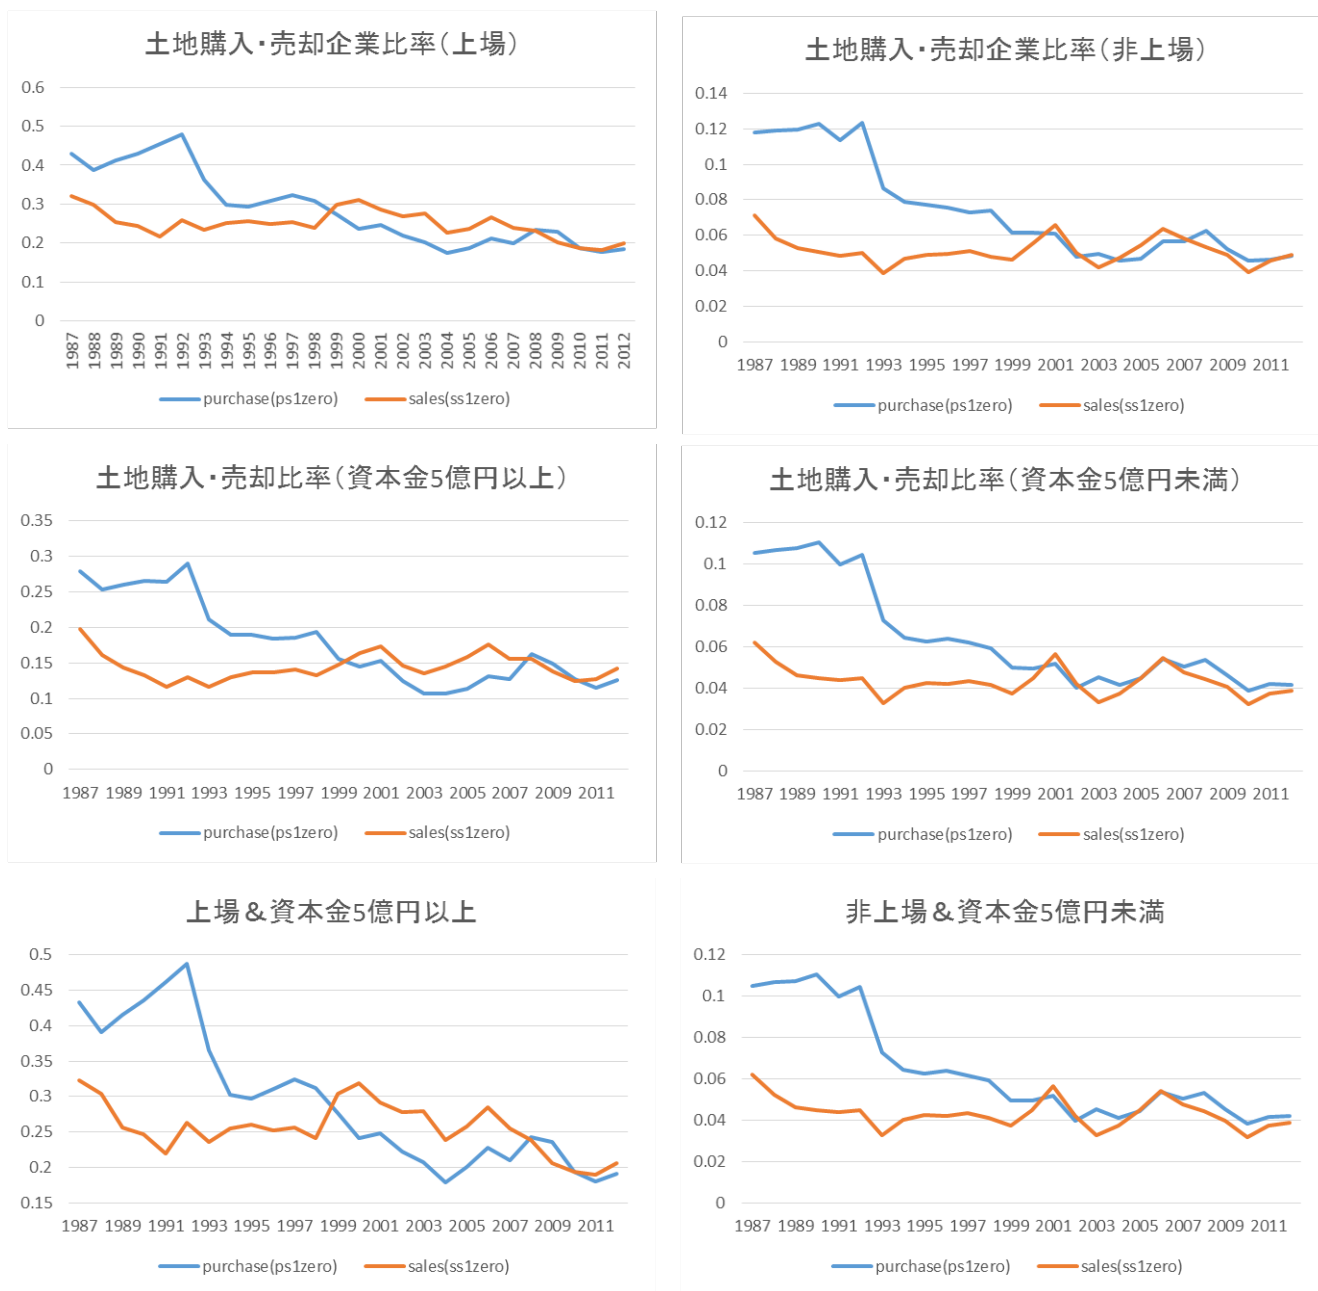 土地購入・売却企業比率（上場）
0.6
0.5
0.4
0.3
0.2
0.1
0
1987 1988 1989 1990 1991 1992 1993 1994 1995 1996 1997 1998 1999 2000 2001 2002 2003 2004 2005 2006 2007 2008 2009 2010 2011 2012
purchase(ps1zero) sales(ss1zero)
土地購入・売却企業比率（非上場）
0.14
0.12
0.1
0.08
0.06
0.04
0.02
0
1987 1989 1991 1993 1995 1997 1999 2001 2003 2005 2007 2009 2011
purchase(ps1zero) sales(ss1zero)
土地購入・売却比率（資本金5億円以上）
0.35
0.3
0.25
0.2
0.15
0.1
0.05
0
1987 1989 1991 1993 1995 1997 1999 2001 2003 2005 2007 2009 2011
purchase(ps1zero) sales(ss1zero)
土地購入・売却比率（資本金5億円未満）
0.12
0.1
0.08
0.06
0.04
0.02
0
1987 1989 1991 1993 1995 1997 1999 2001 2003 2005 2007 2009 2011
purchase(ps1zero) sales(ss1zero)
上場＆資本金5億円以上
0.5
0.45
0.4
0.35
0.3
0.25
0.2
0.15
1987 1989 1991 1993 1995 1997 1999 2001 2003 2005 2007 2009 2011
purchase(ps1zero) sales(ss1zero)
非上場＆資本金5億円未満
0.12
0.1
0.08
0.06
0.04
0.02
0
1987 1989 1991 1993 1995 1997 1999 2001 2003 2005 2007 2009 2011
purchase(ps1zero) sales(ss1zero)